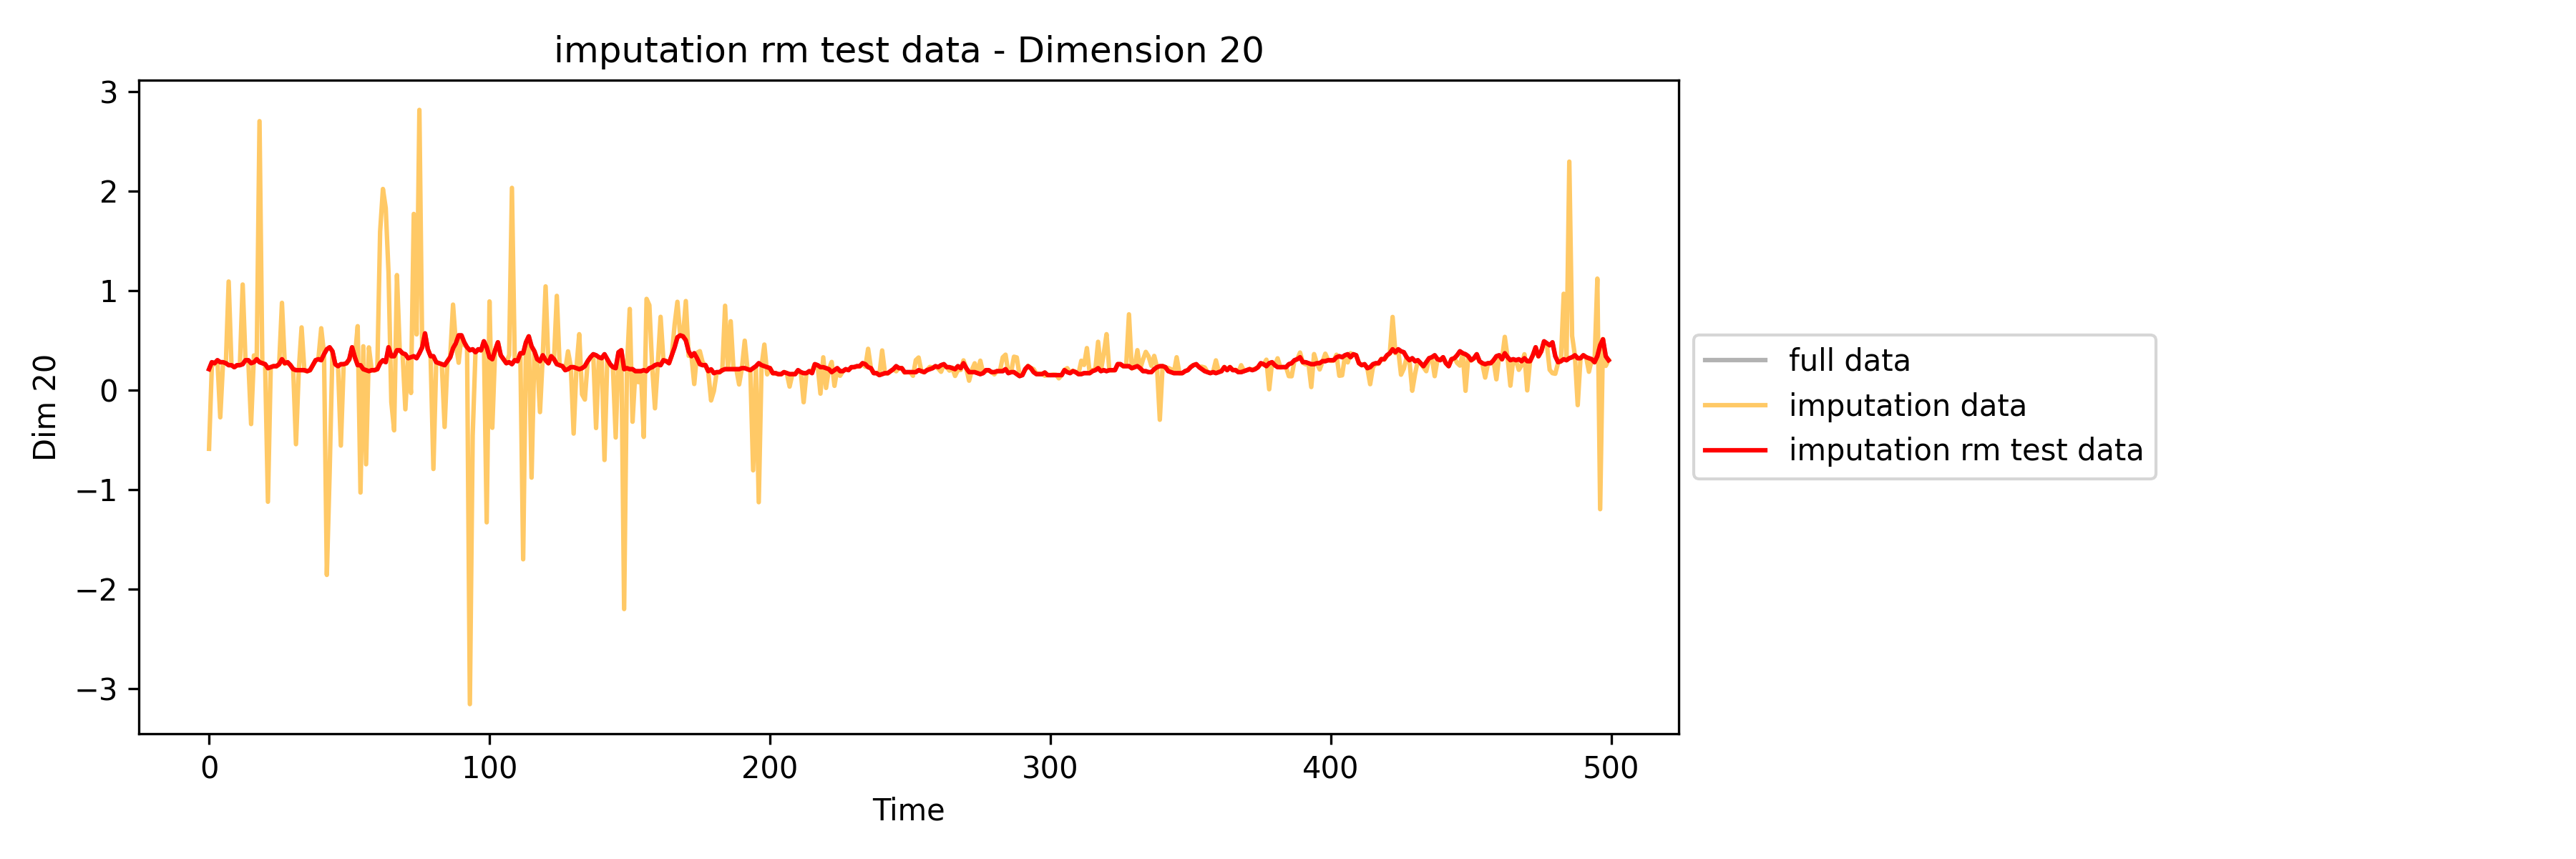 imputation rm test data - Dimension 20
3
2
1
0
−1
−2
−3
Dim 20
0 100 200 300 400 500
Time
full data
imputation data
imputation rm test data